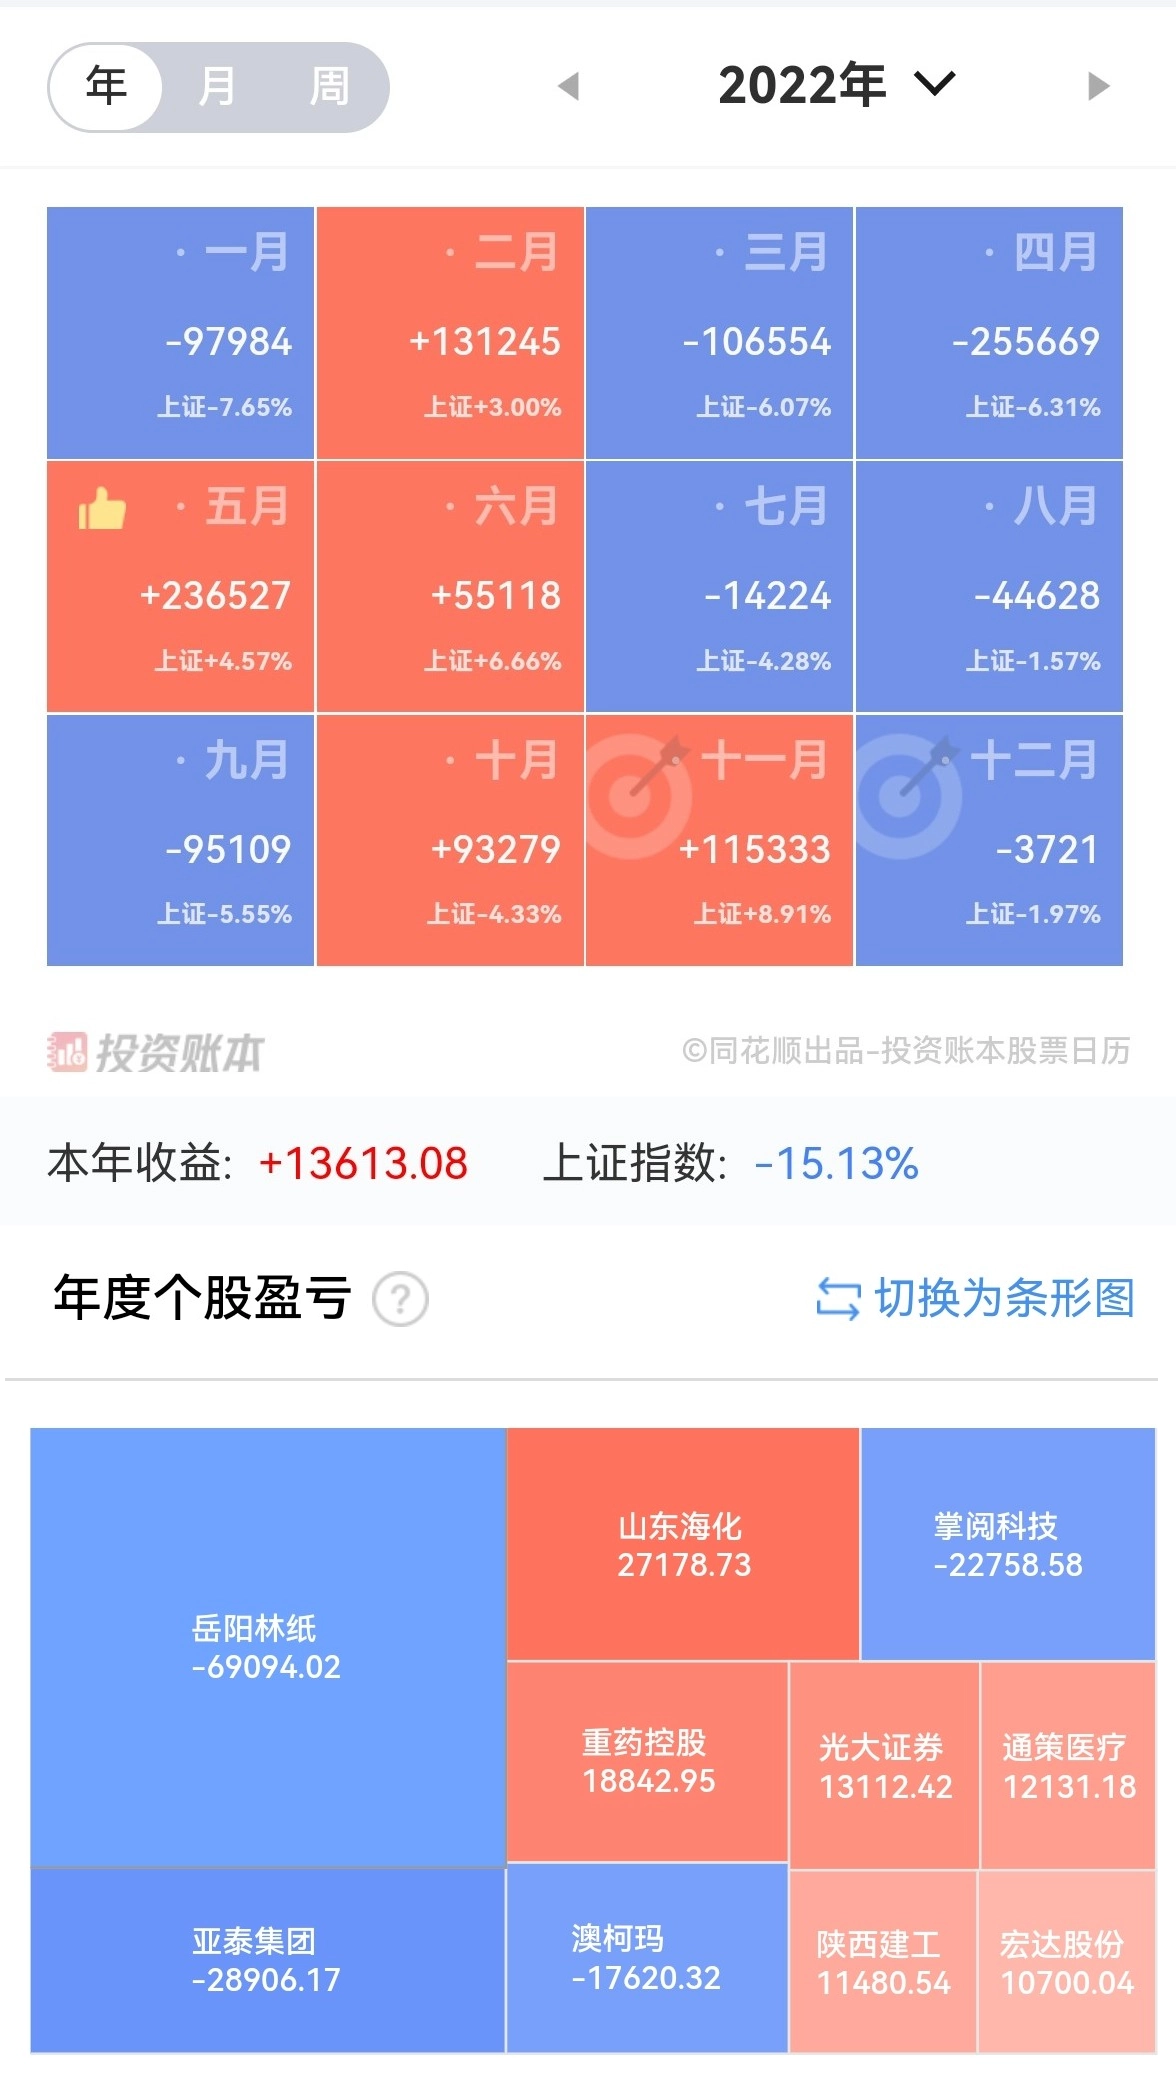 年 月 周 2022年
· 一月 · 二月 · 三月 · 四月
-97984 +131245 -106554 -255669
上证-7.65% 上证+3.00% 上证-6.07% 上证-6.31%
· 五月 · 六月 · 七月 · 八月
+236527 +55118 -14224 -44628
上证+4.57% 上证+6.66% 上证-4.28% 上证-1.57%
· 九月 · 十月 · 十一月 · 十二月
-95109 +93279 +115333 -3721
上证-5.55% 上证-4.33% 上证+8.91% 上证-1.97%
投资账本 ©同花顺出品-投资账本股票日历
本年收益: +13613.08 上证指数: -15.13%
年度个股盈亏 ? 切换为条形图
山东海化 掌阅科技
27178.73 -22758.58
岳阳林纸
-69094.02
重药控股 光大证券 通策医疗
18842.95 13112.42 12131.18
亚泰集团 澳柯玛 陕西建工 宏达股份
-28906.17 -17620.32 11480.54 10700.04